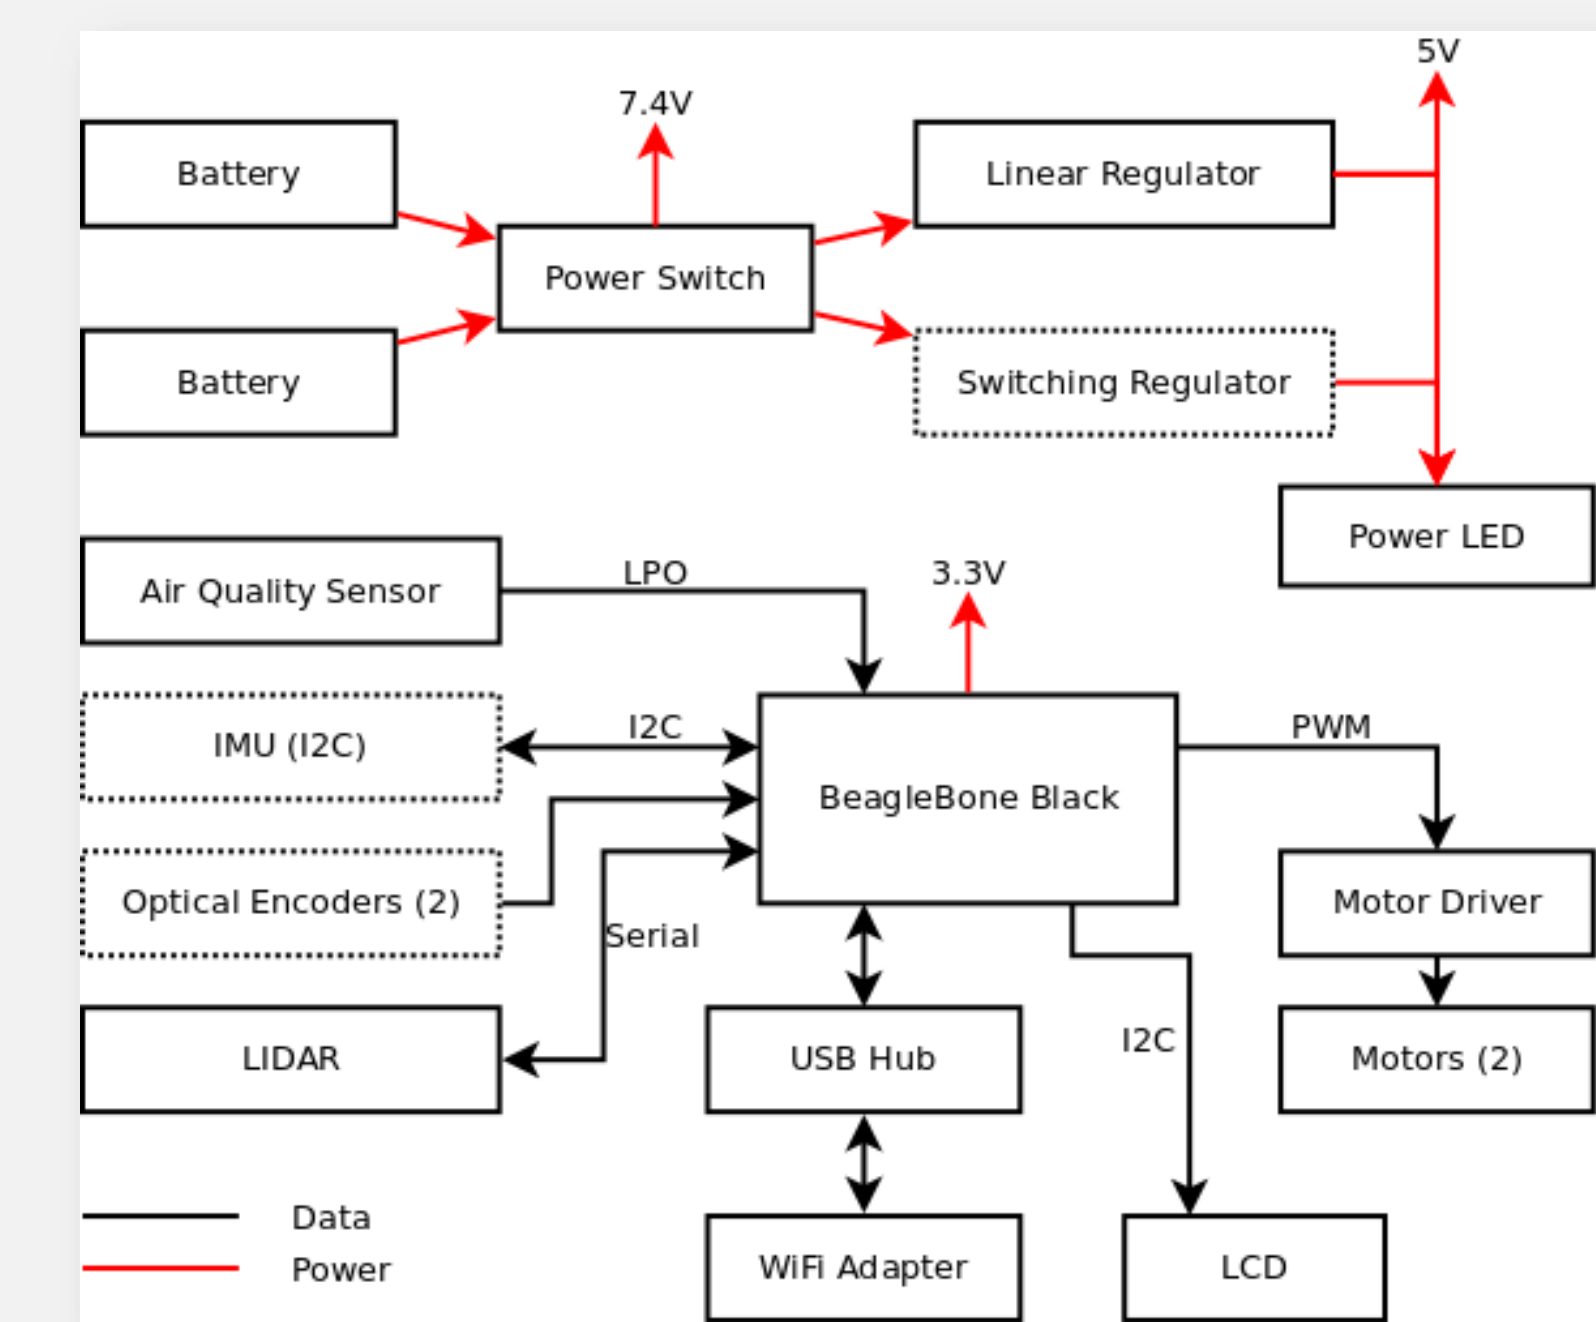 5V
7.4V
Battery
Linear Regulator
Power Switch
Battery
Switching Regulator
Power LED
Air Quality Sensor
LPO
3.3V
IMU (I2C)
I2C
PWM
BeagleBone Black
Optical Encoders (2)
Serial
Motor Driver
LIDAR
USB Hub
I2C
Motors (2)
Data
Power
WiFi Adapter
LCD